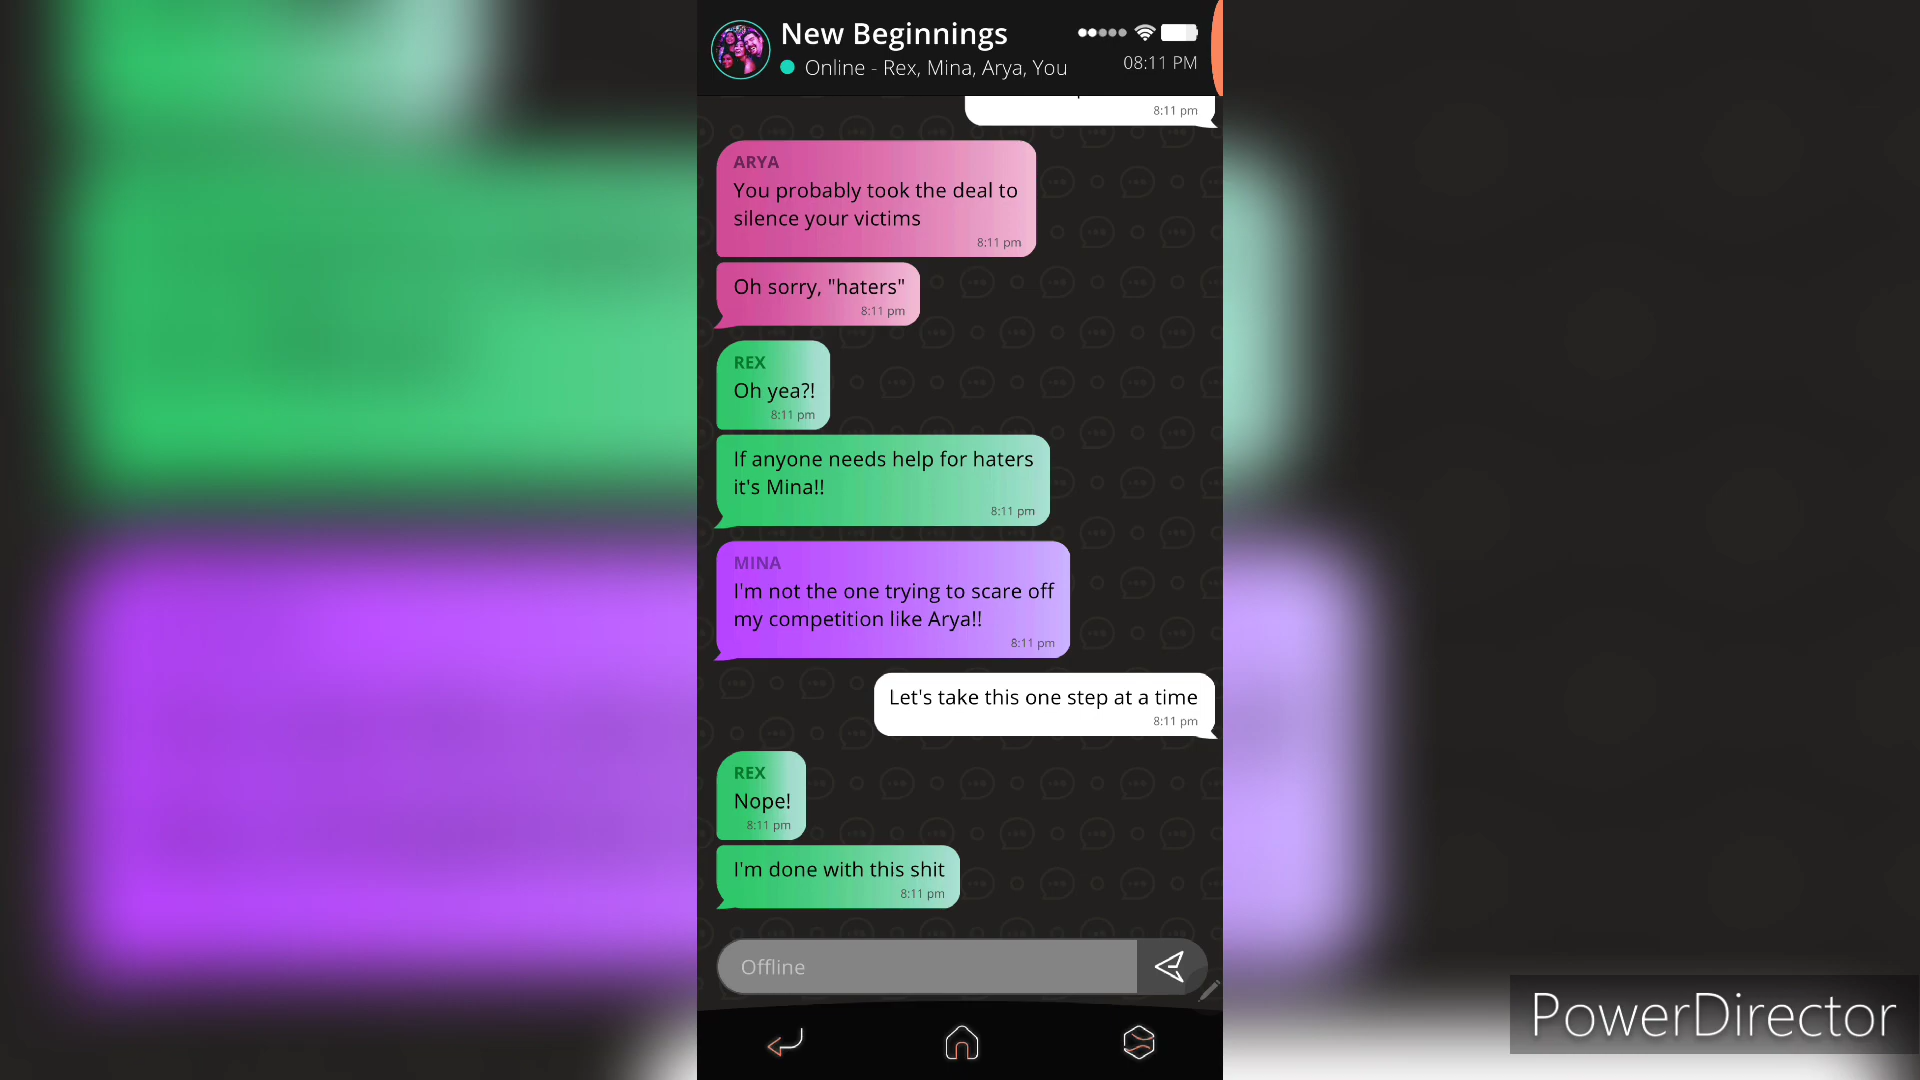 New Beginnings
Online - Rex, Mina, Arya, You
08:11 PM
8:11 pm
ARYA
You probably took the deal to
silence your victims
8:11 pm
Oh sorry, "haters"
8:11 pm
REX
Oh yea?!
8:11 pm
If anyone needs help for haters
it's Mina!!
8:11 pm
MINA
I'm not the one trying to scare off
my competition like Arya!!
8:11 pm
Let's take this one step at a time
8:11 pm
REX
Nope!
8:11 pm
I'm done with this shit
8:11 pm
Offline
PowerDirector